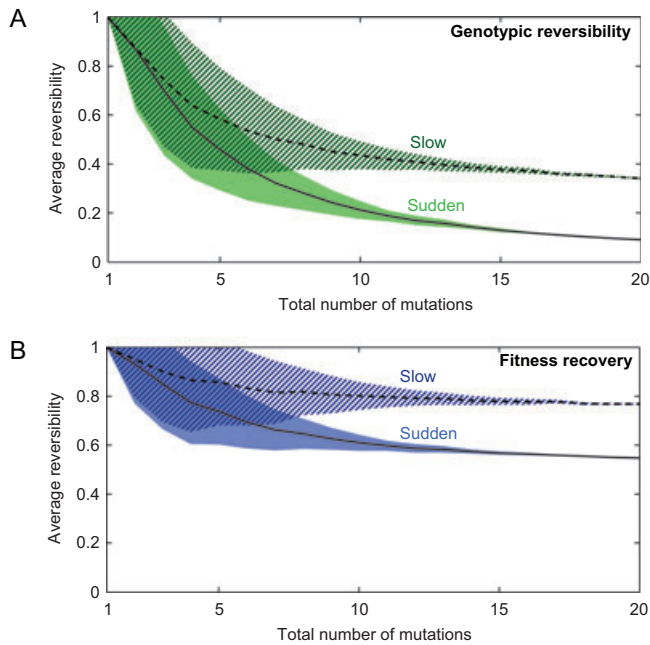 A
Genotypic reversibility
Average reversibility
1
0.8
0.6
0.4
0.2
0
Slow
Sudden
1
5
10
15
20
Total number of mutations
B
Fitness recovery
Average reversibility
1
0.8
0.6
0.4
0.2
0
Slow
Sudden
1
5
10
15
20
Total number of mutations